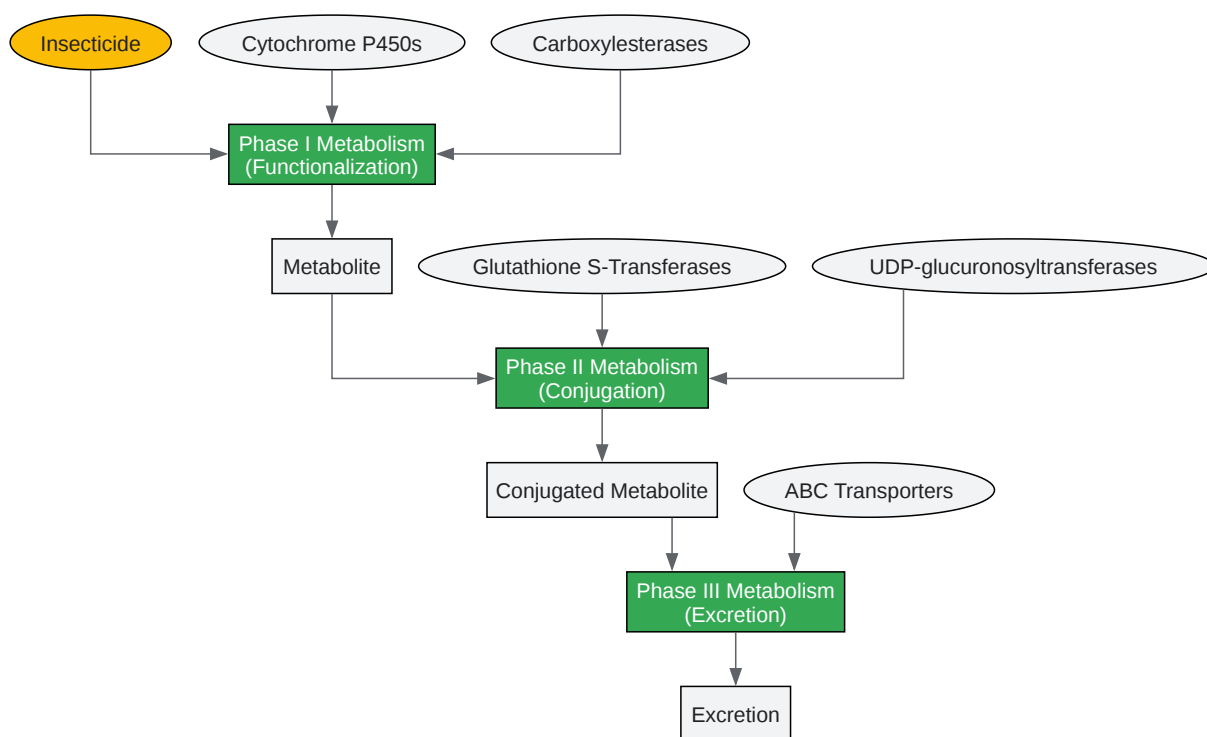 Insecticide
Cytochrome P450s
Carboxylesterases
Phase I Metabolism
(Functionalization)
Metabolite
Glutathione S-Transferases
UDP-glucuronosyltransferases
Phase II Metabolism
(Conjugation)
Conjugated Metabolite
ABC Transporters
Phase III Metabolism
(Excretion)
Excretion